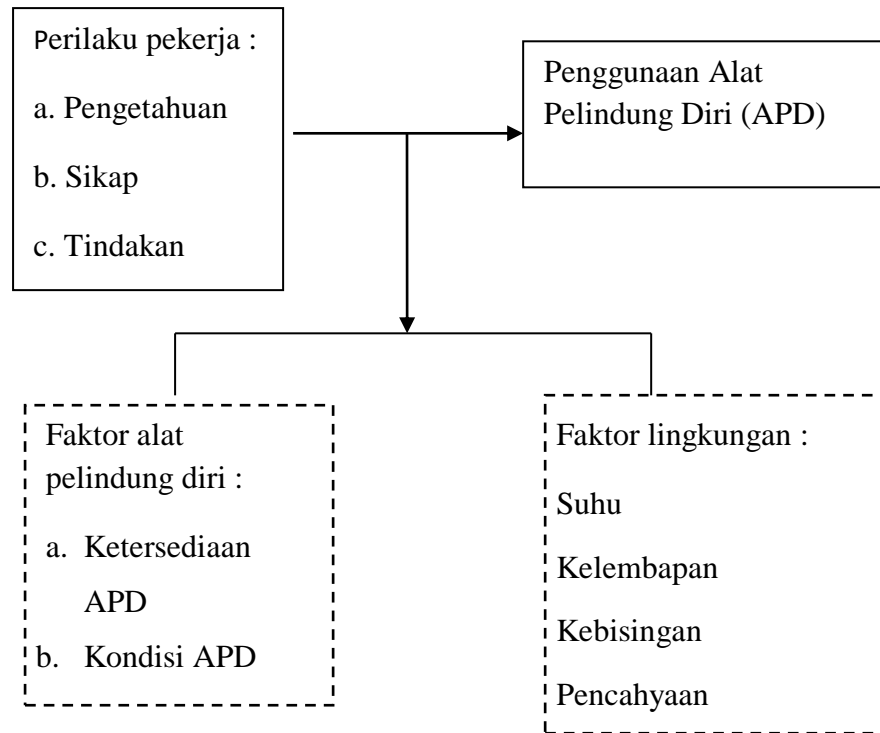 Perilaku pekerja :
a. Pengetahuan
b. Sikap
c. Tindakan
Penggunaan Alat
Pelindung Diri (APD)
Faktor alat
pelindung diri :
a. Ketersediaan
APD
b. Kondisi APD
Faktor lingkungan :
Suhu
Kelembapan
Kebisingan
Pencahyaan